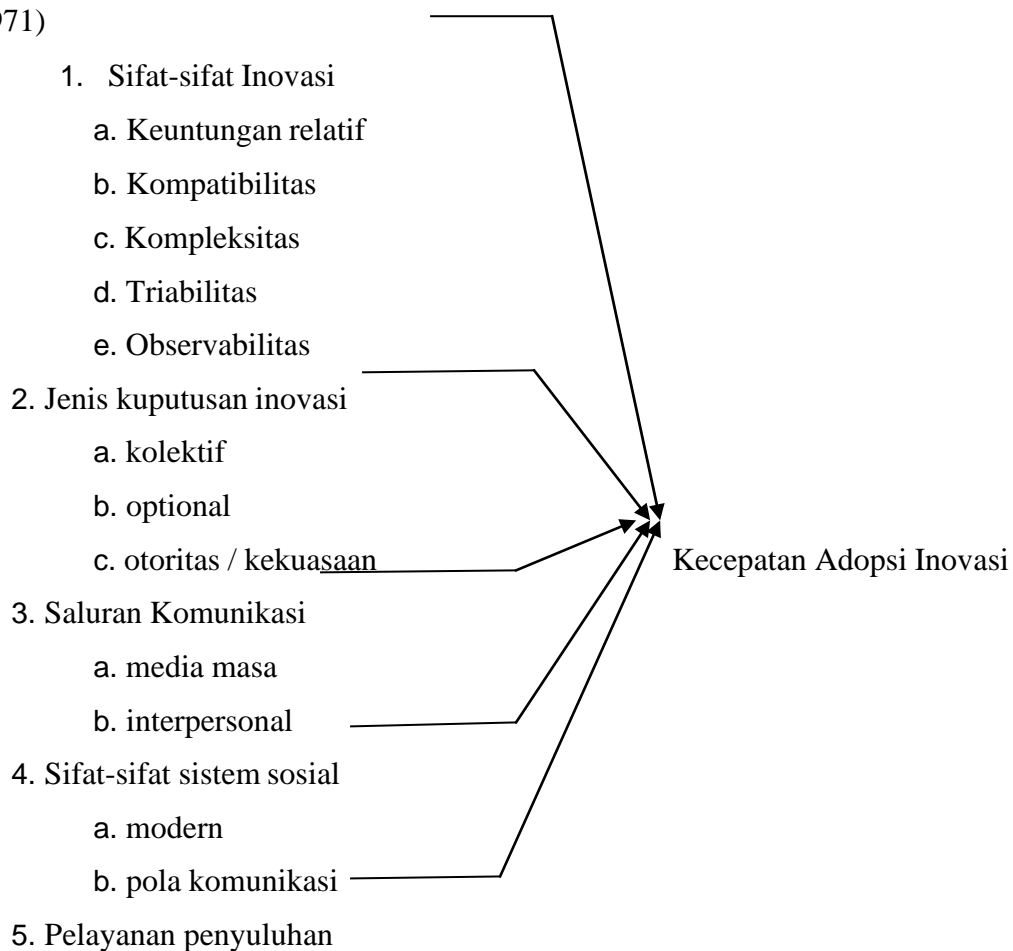 971)
1. Sifat-sifat Inovasi
a. Keuntungan relatif
b. Kompatibilitas
c. Kompleksitas
d. Triabilitas
e. Observabilitas
2. Jenis kuputusan inovasi
a. kolektif
b. optional
c. otoritas / kekuasaan
Kecepatan Adopsi Inovasi
3. Saluran Komunikasi
a. media masa
b. interpersonal
4. Sifat-sifat sistem sosial
a. modern
b. pola komunikasi
5. Pelayanan penyuluhan